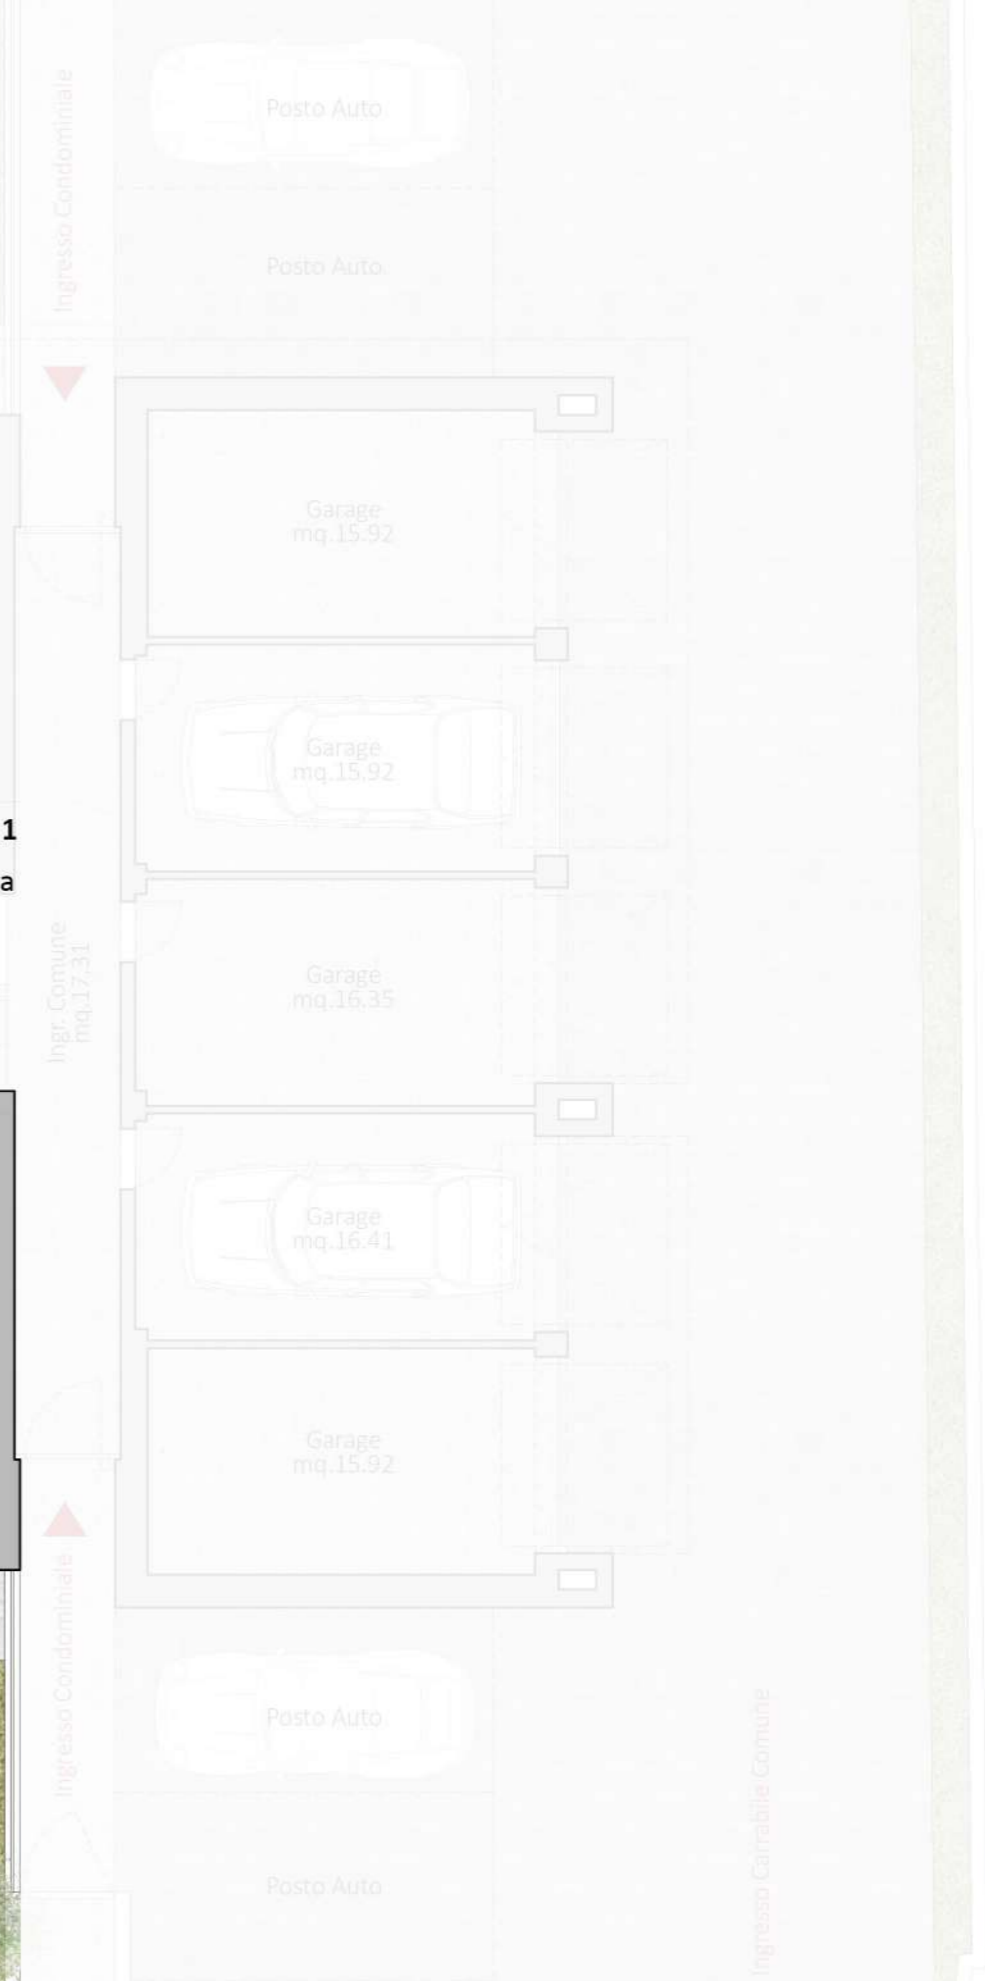 Ingresso Condominiale
Posto Auto
Posto Auto
Garage
mq.15.92
Garage
mq.15.92
1
a
Ingr. Comune
mq.17.31
Garage
mq.16.35
Garage
mq.16.41
Garage
mq.15.92
Ingresso Condominiale
Posto Auto
Ingresso Carrabile Comune
Posto Auto